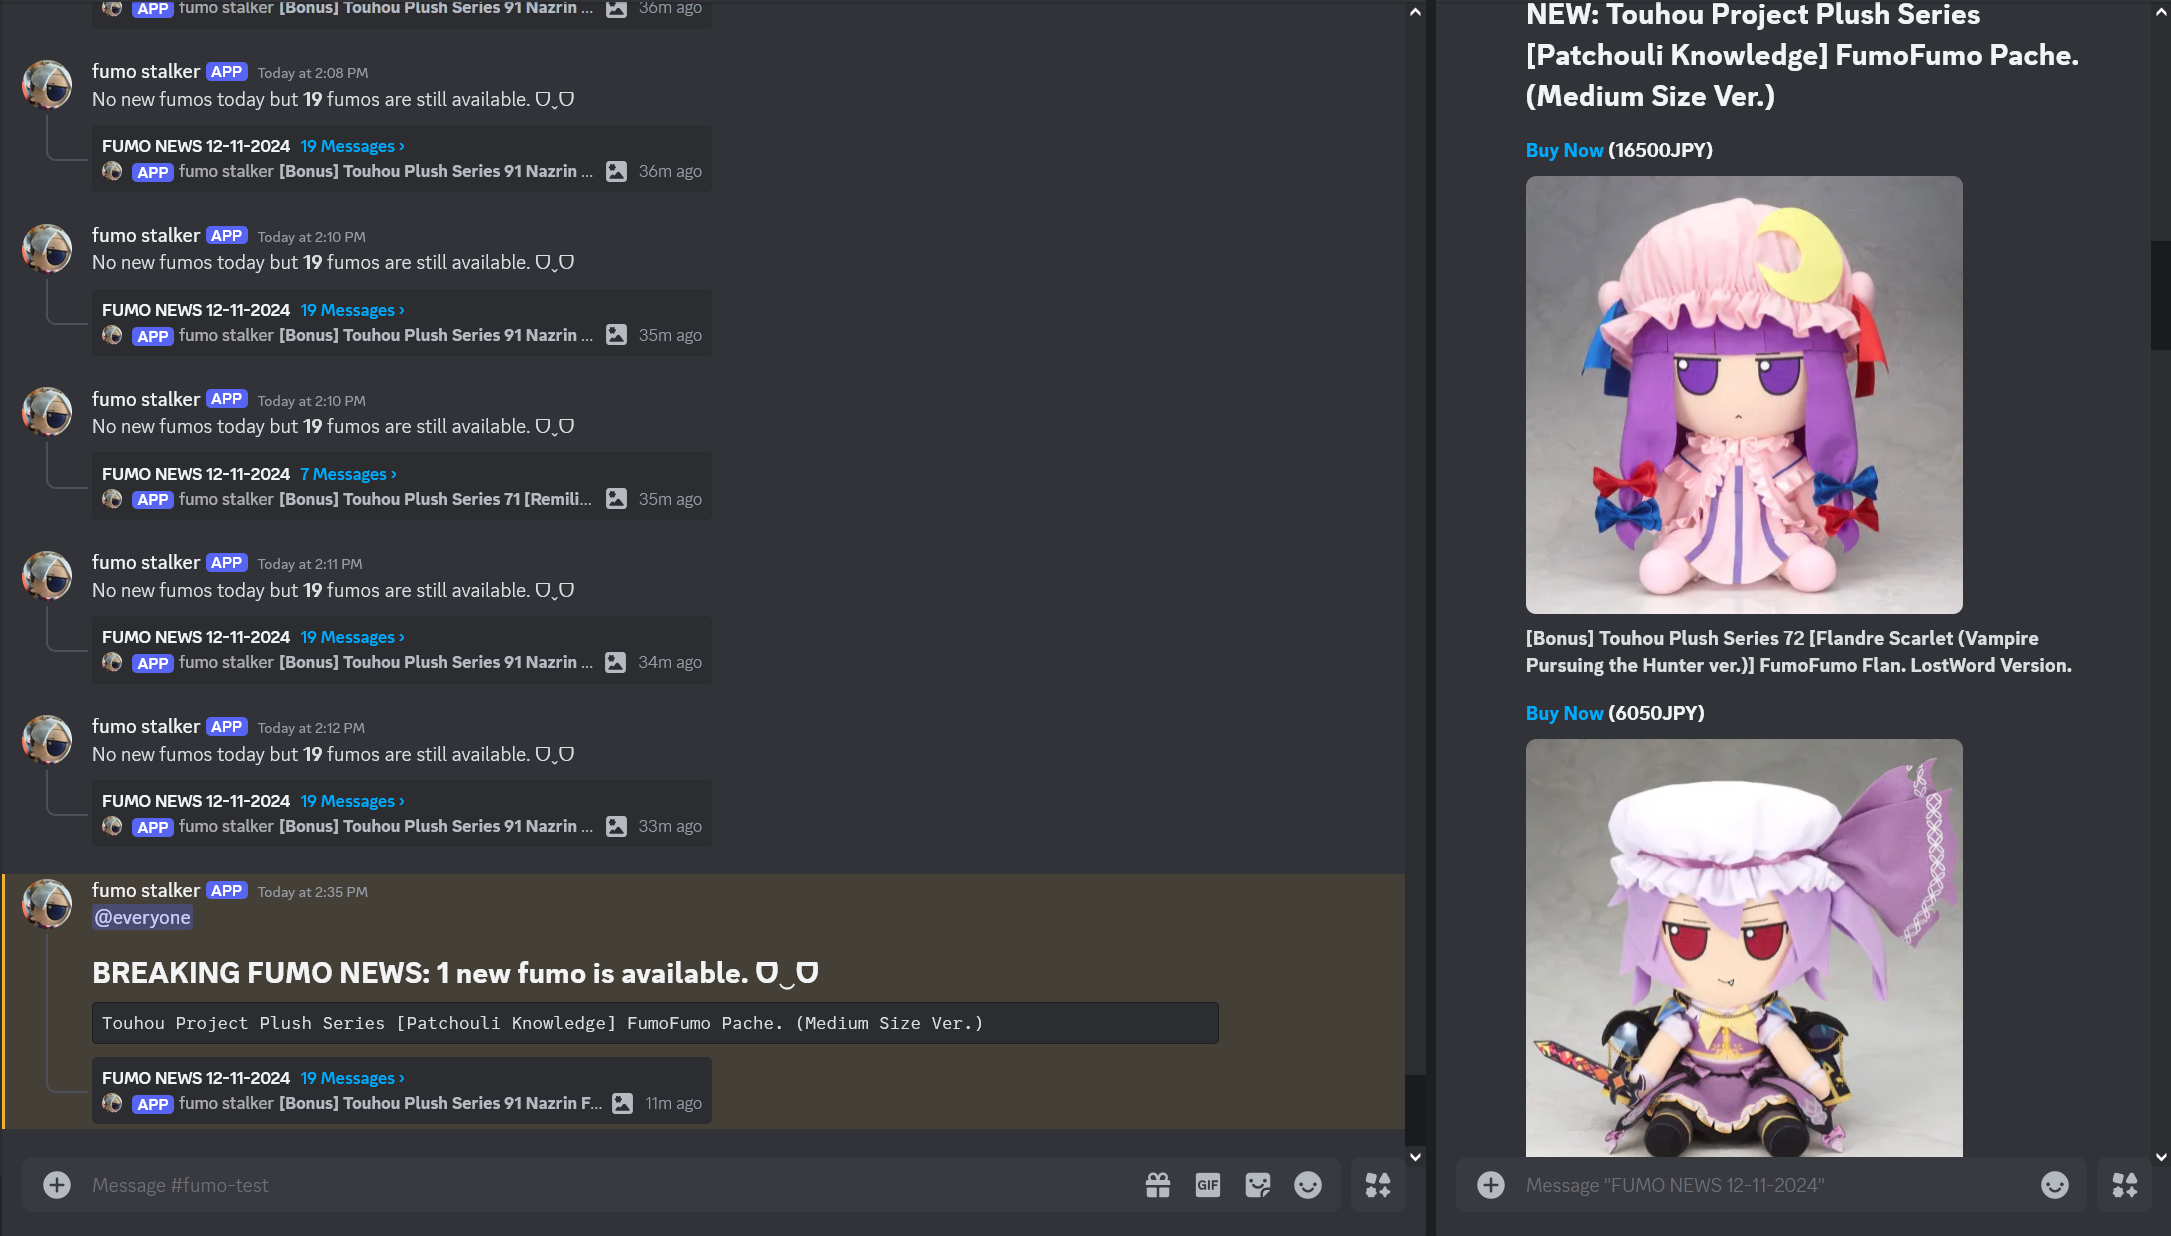 APP fumo stalker [Bonus] Touhou Plush Series 91 Nazrin ... 36m ago
fumo stalker APP Today at 2:08 PM
No new fumos today but 19 fumos are still available. ᗜˬᗜ
FUMO NEWS 12-11-2024 19 Messages ›
APP fumo stalker [Bonus] Touhou Plush Series 91 Nazrin ... 36m ago
fumo stalker APP Today at 2:10 PM
No new fumos today but 19 fumos are still available. ᗜˬᗜ
FUMO NEWS 12-11-2024 19 Messages ›
APP fumo stalker [Bonus] Touhou Plush Series 91 Nazrin ... 35m ago
fumo stalker APP Today at 2:10 PM
No new fumos today but 19 fumos are still available. ᗜˬᗜ
FUMO NEWS 12-11-2024 7 Messages ›
APP fumo stalker [Bonus] Touhou Plush Series 71 [Remili... 35m ago
fumo stalker APP Today at 2:11 PM
No new fumos today but 19 fumos are still available. ᗜˬᗜ
FUMO NEWS 12-11-2024 19 Messages ›
APP fumo stalker [Bonus] Touhou Plush Series 91 Nazrin ... 34m ago
fumo stalker APP Today at 2:12 PM
No new fumos today but 19 fumos are still available. ᗜˬᗜ
FUMO NEWS 12-11-2024 19 Messages ›
APP fumo stalker [Bonus] Touhou Plush Series 91 Nazrin ... 33m ago
fumo stalker APP Today at 2:35 PM
@everyone
BREAKING FUMO NEWS: 1 new fumo is available. ᗜ‿ᗜ
Touhou Project Plush Series [Patchouli Knowledge] FumoFumo Pache. (Medium Size Ver.)
FUMO NEWS 12-11-2024 19 Messages ›
APP fumo stalker [Bonus] Touhou Plush Series 91 Nazrin F... 11m ago
Message #fumo-test
GIF
NEW: Touhou Project Plush Series
[Patchouli Knowledge] FumoFumo Pache.
(Medium Size Ver.)
Buy Now (16500JPY)
[Bonus] Touhou Plush Series 72 [Flandre Scarlet (Vampire
Pursuing the Hunter ver.)] FumoFumo Flan. LostWord Version.
Buy Now (6050JPY)
Message "FUMO NEWS 12-11-2024"